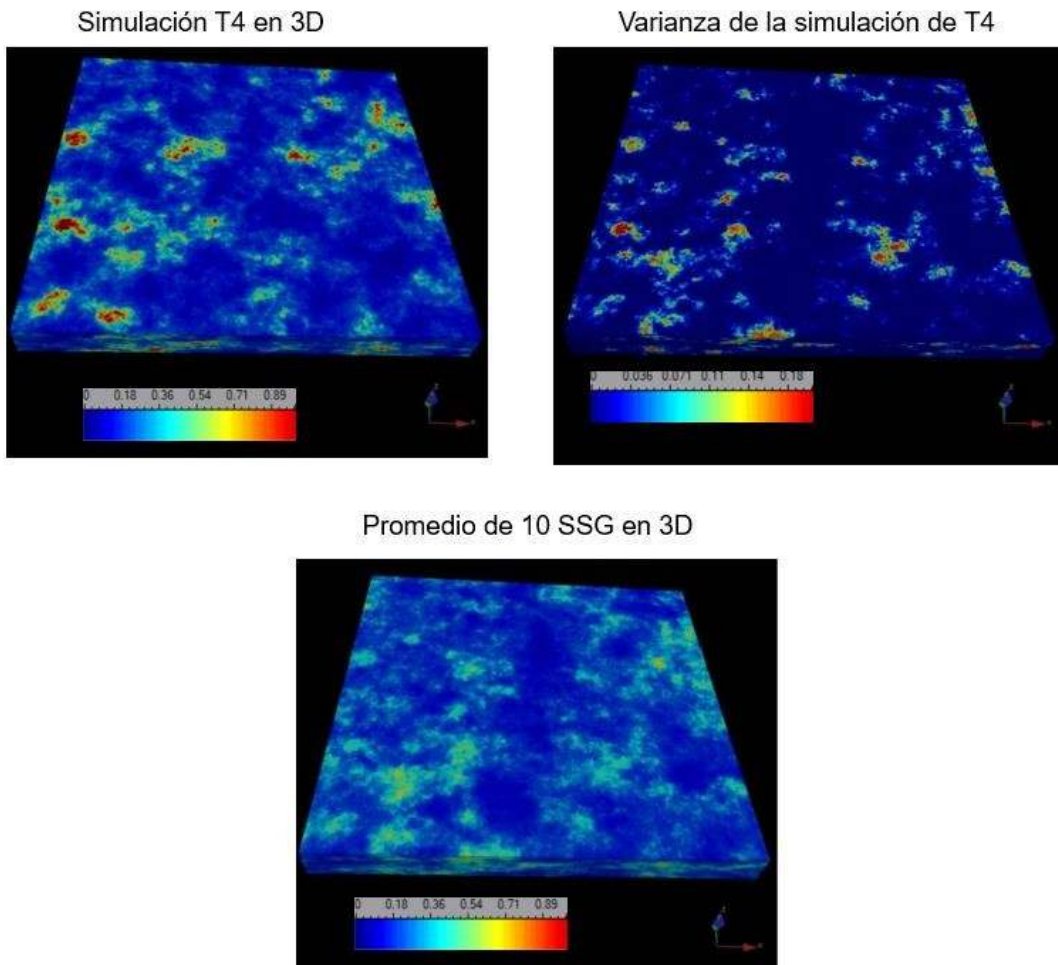 Simulación T4 en 3D
Varianza de la simulación de T4
0 0.18 0.36 0.54 0.71 0.89
0 0.036 0.071 0.11 0.14 0.18
Promedio de 10 SSG en 3D
0 0.18 0.36 0.54 0.71 0.89